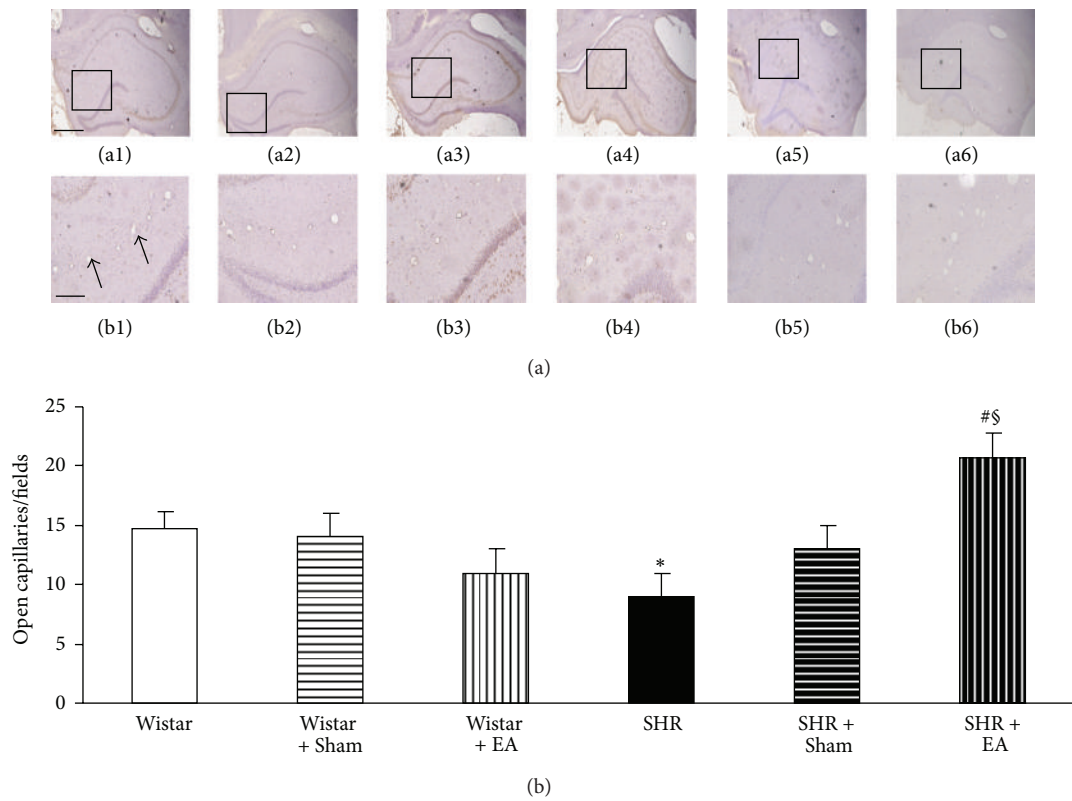 (a1) (a2) (a3) (a4) (a5) (a6)
(b1) (b2) (b3) (b4) (b5) (b6)
(a)
Open capillaries/fields
25
20
15
10
5
0
*
#§
Wistar
Wistar
+ Sham
Wistar
+ EA
SHR
SHR +
Sham
SHR +
EA
(b)